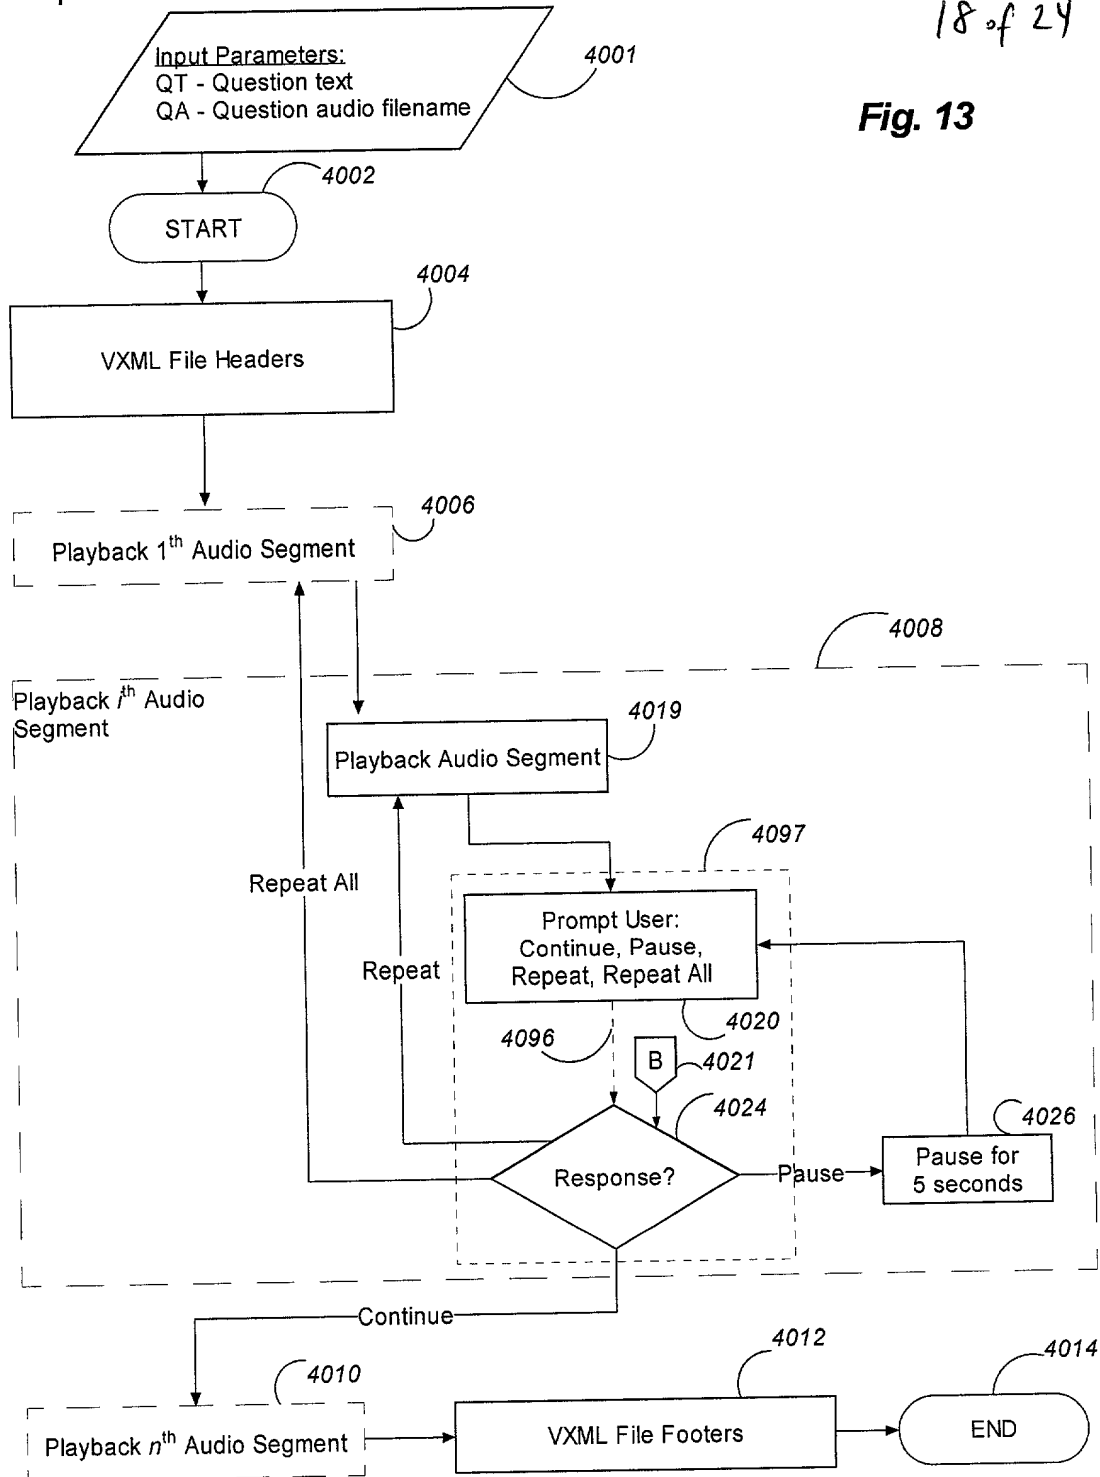 18 of 24
Fig. 13
Input Parameters:
QT - Question text
QA - Question audio filename
4001
4002
START
4004
VXML File Headers
4006
Playback 1th Audio Segment
4008
Playback ith Audio
Segment
4019
Playback Audio Segment
4097
Repeat All
Prompt User:
Continue, Pause,
Repeat, Repeat All
Repeat
4020
4096
B
4021
4024
4026
Response?
Pause
Pause for
5 seconds
Continue
4010
4012
4014
Playback nth Audio Segment
VXML File Footers
END